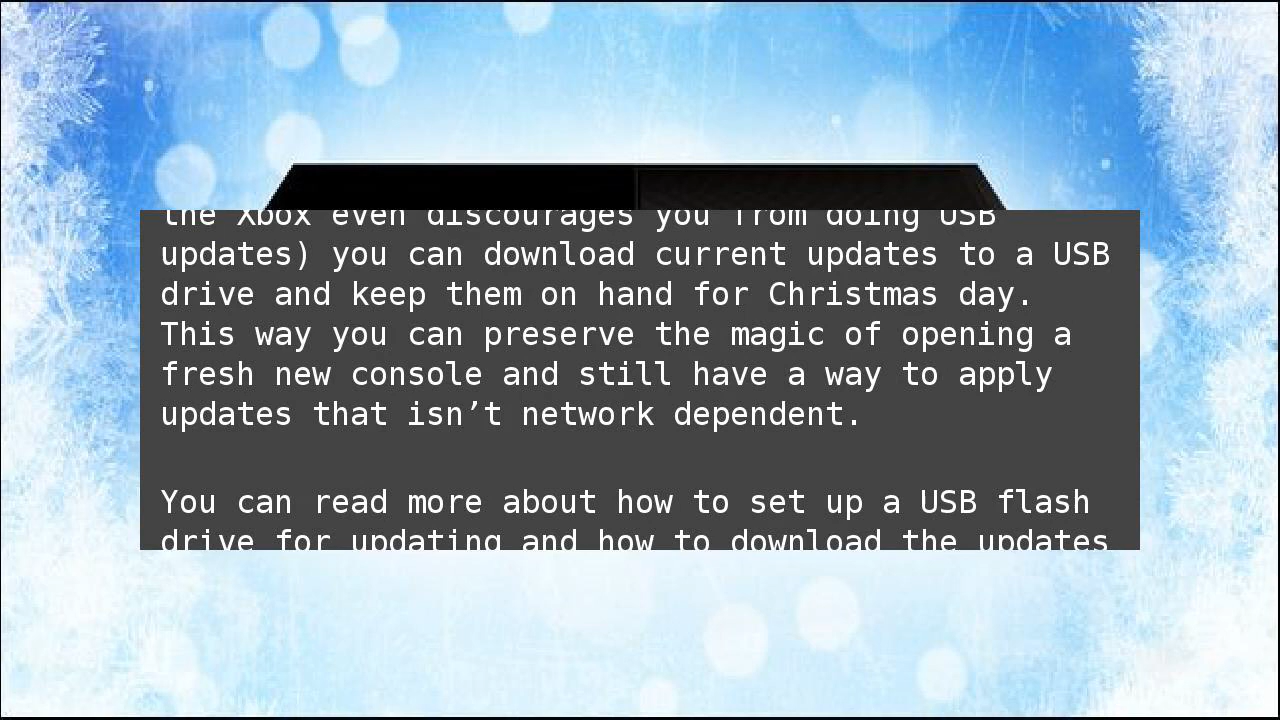 the Xbox even discourages you from doing USB
updates) you can download current updates to a USB
drive and keep them on hand for Christmas day.
This way you can preserve the magic of opening a
fresh new console and still have a way to apply
updates that isn’t network dependent.
You can read more about how to set up a USB flash
drive for updating and how to download the updates